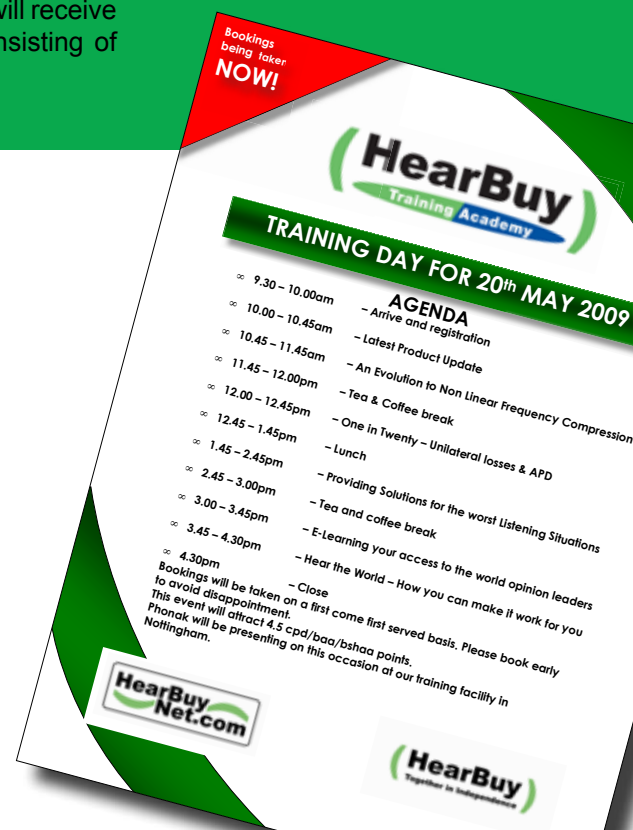 will receive
nsisting of
Bookings
being taken
NOW!
HearBuy
Training Academy
TRAINING DAY FOR 20th MAY 2009
AGENDA
∞ 9.30 – 10.00am – Arrive and registration
∞ 10.00 – 10.45am – Latest Product Update
∞ 10.45 – 11.45am – An Evolution to Non Linear Frequency Compression
∞ 11.45 – 12.00pm – Tea & Coffee break
∞ 12.00 – 12.45pm – One in Twenty – Unilateral losses & APD
∞ 12.45 – 1.45pm – Lunch
∞ 1.45 – 2.45pm – Providing Solutions for the worst Listening Situations
∞ 2.45 – 3.00pm – Tea and coffee break
∞ 3.00 – 3.45pm – E-Learning your access to the world opinion leaders
∞ 3.45 – 4.30pm – Hear the World – How you can make it work for you
∞ 4.30pm – Close
Bookings will be taken on a first come first served basis. Please book early
to avoid disappointment.
This event will attract 4.5 cpd/baa/bshaa points.
Phonak will be presenting on this occasion at our training facility in
Nottingham.
HearBuy
Net.com
HearBuy
Together in Independence